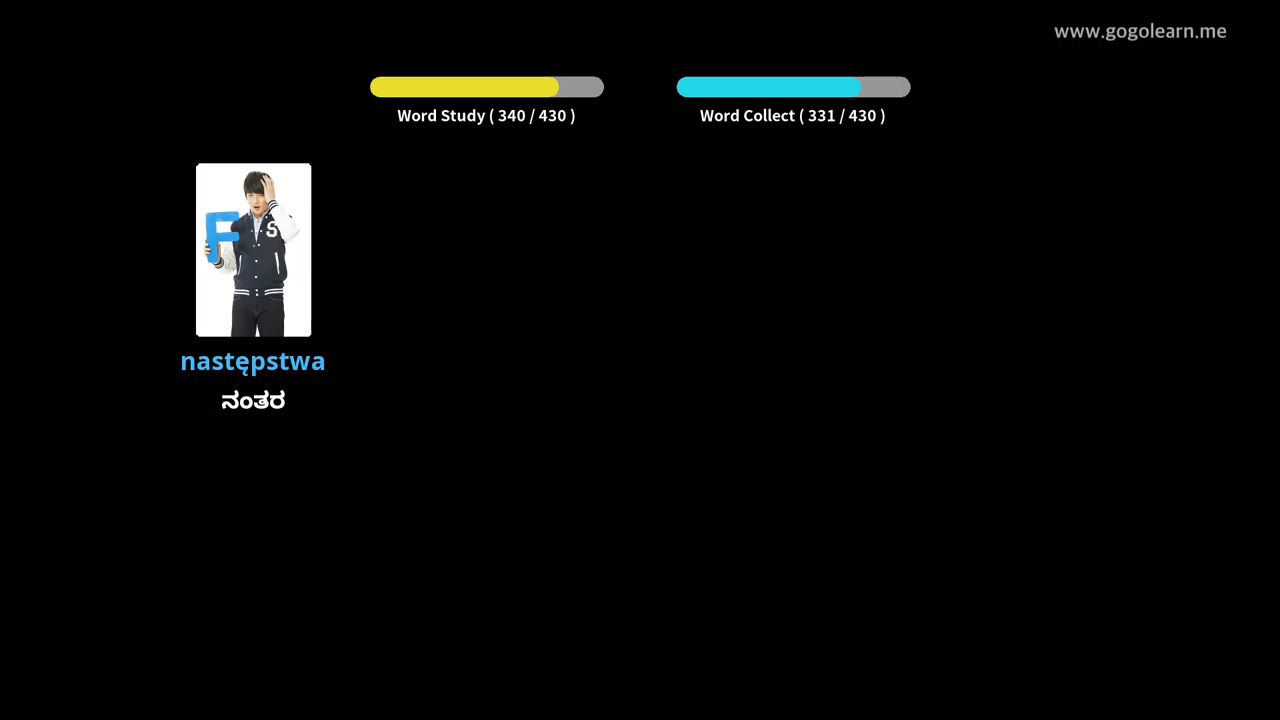 www.gogolearn.me
Word Study ( 340 / 430 )
Word Collect ( 331 / 430 )
F
S
następstwa
ನಂತರ